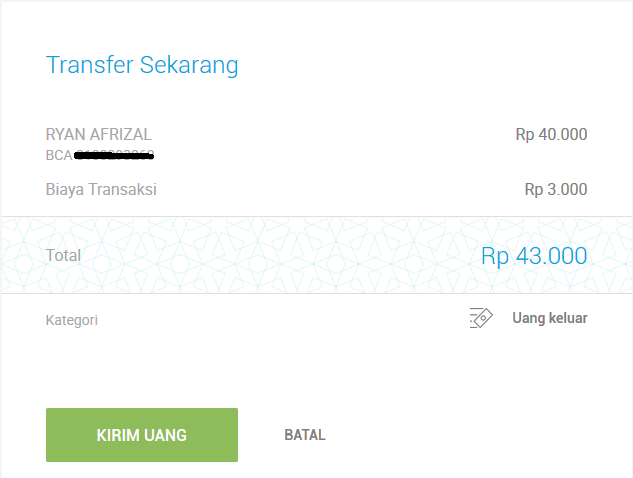 Transfer Sekarang
RYAN AFRIZAL Rp 40.000
BCA
Biaya Transaksi Rp 3.000
Total Rp 43.000
Kategori Uang keluar
KIRIM UANG BATAL